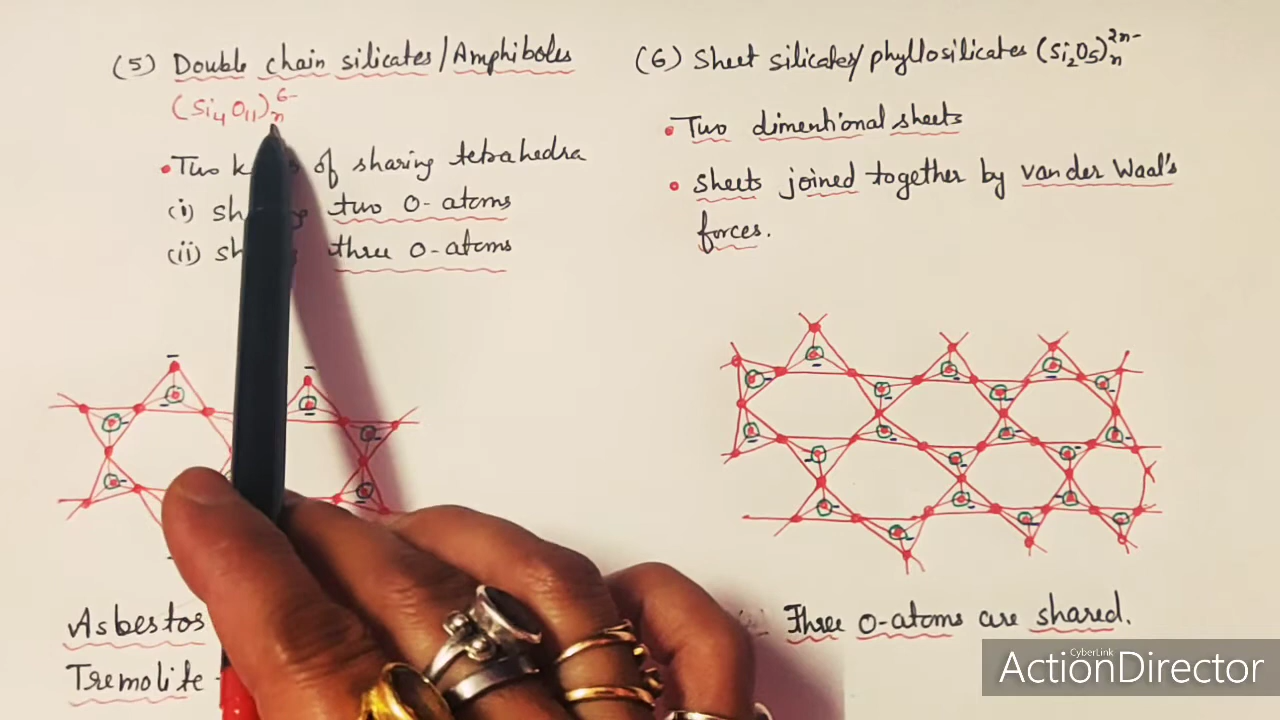 (5) Double chain silicates/Amphiboles
(Si₄O₁₁)ₙ⁶⁻
• Two of sharing tetrahedra
(i) two O-atoms
(ii) three O-atoms
Asbestos
Tremolite -
(6) Sheet silicates/phyllosilicates (Si₂O₅)ₙ²ⁿ⁻
• Two dimentional sheets
• Sheets joined together by van der Waal's
forces.
Three O-atoms are shared.
CyberLink
ActionDirector